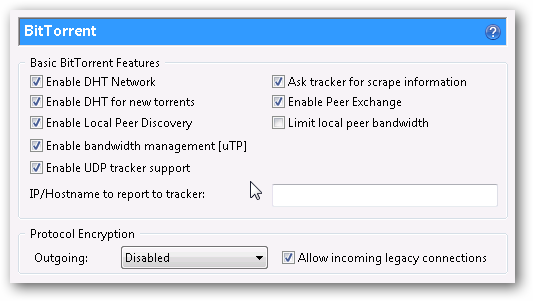 BitTorrent
Basic BitTorrent Features
Enable DHT Network
Ask tracker for scrape information
Enable DHT for new torrents
Enable Peer Exchange
Enable Local Peer Discovery
Limit local peer bandwidth
Enable bandwidth management [uTP]
Enable UDP tracker support
IP/Hostname to report to tracker:
Protocol Encryption
Outgoing: Disabled Allow incoming legacy connections